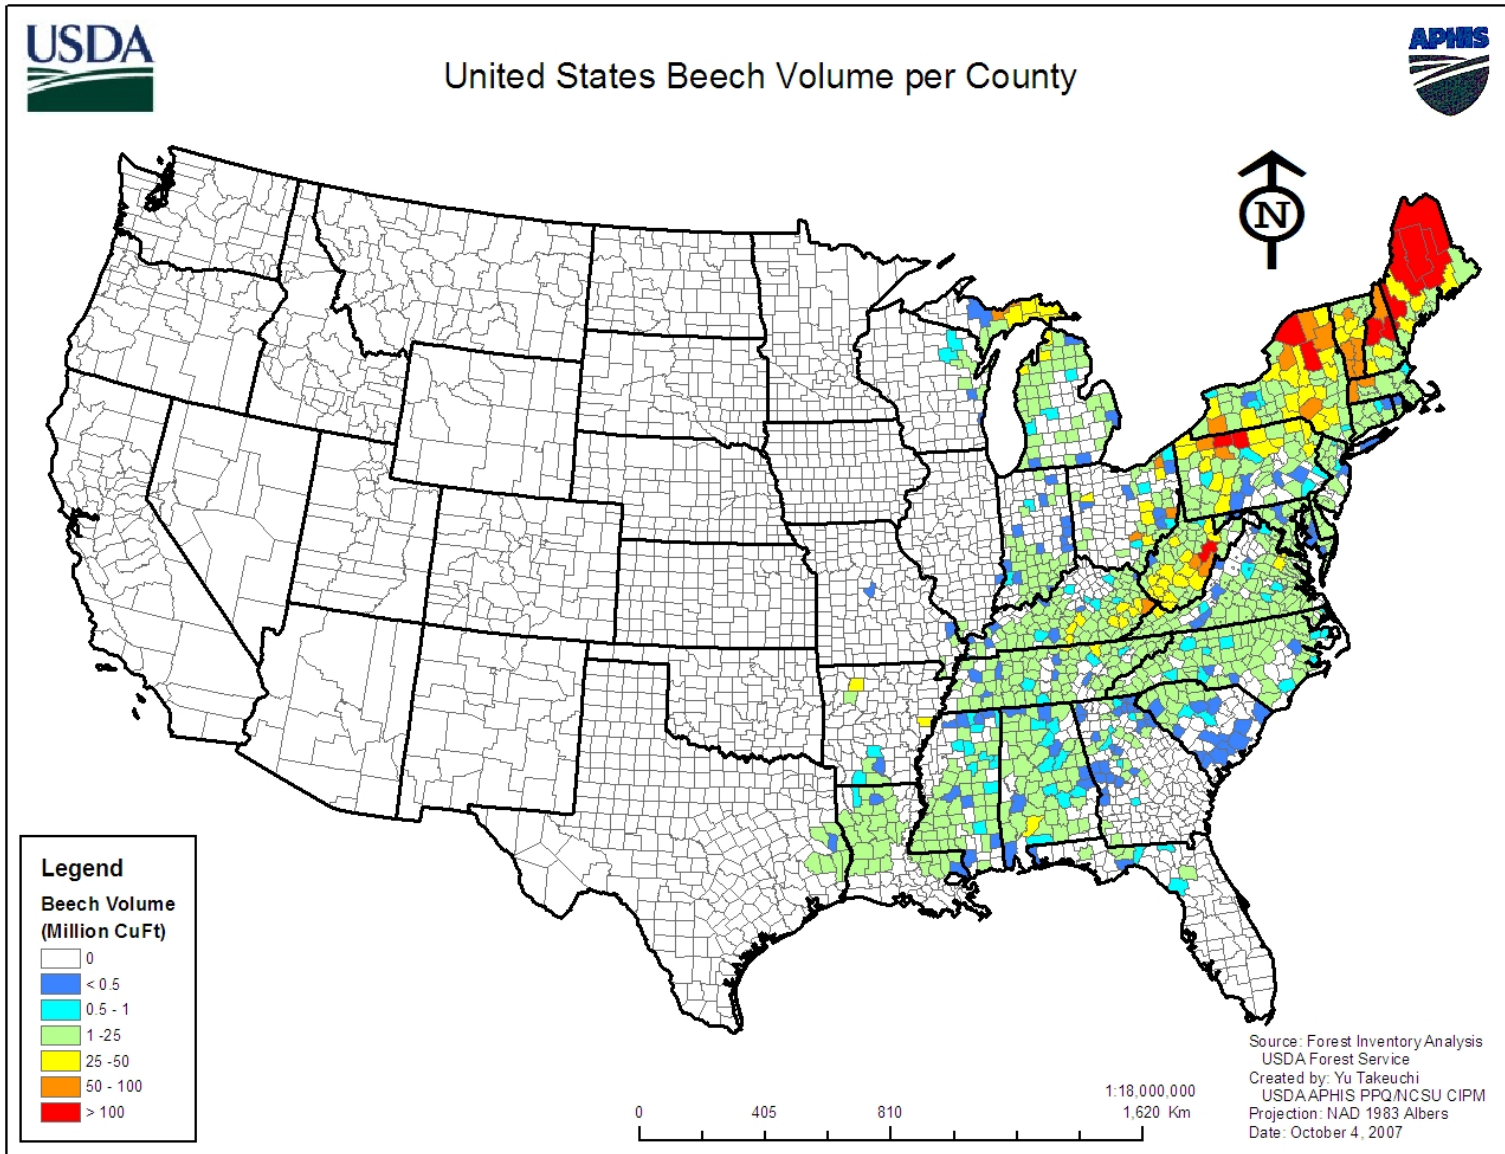 USDA
APHIS
United States Beech Volume per County
N
Legend
Beech Volume
(Million CuFt)
0
< 0.5
0.5 - 1
1 -25
25 -50
50 - 100
> 100
1:18,000,000
0 405 810 1,620 Km
Source: Forest Inventory Analysis
USDA Forest Service
Created by: Yu Takeuchi
USDA APHIS PPQ/NCSU CIPM
Projection: NAD 1983 Albers
Date: October 4, 2007